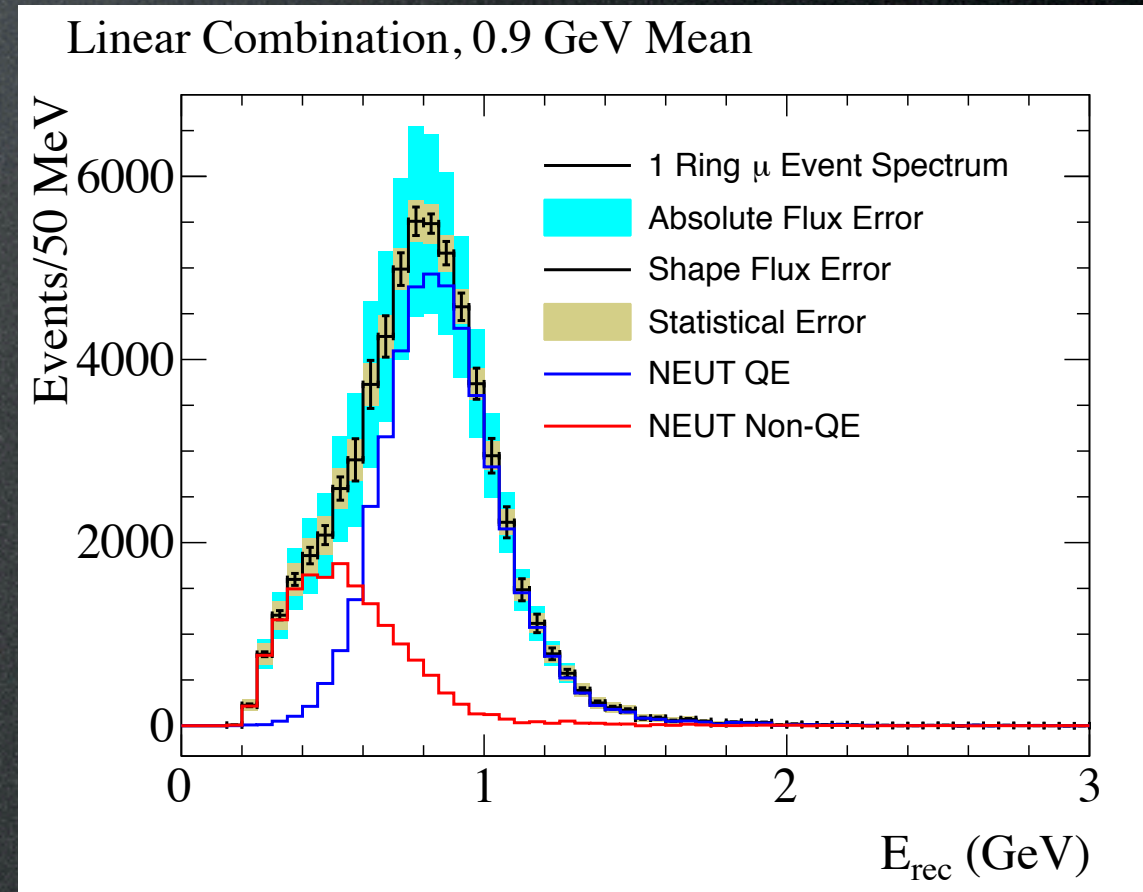 Linear Combination, 0.9 GeV Mean
Events/50 MeV
6000
4000
2000
0
1 Ring μ Event Spectrum
Absolute Flux Error
Shape Flux Error
Statistical Error
NEUT QE
NEUT Non-QE
0 1 2 3
E_rec (GeV)